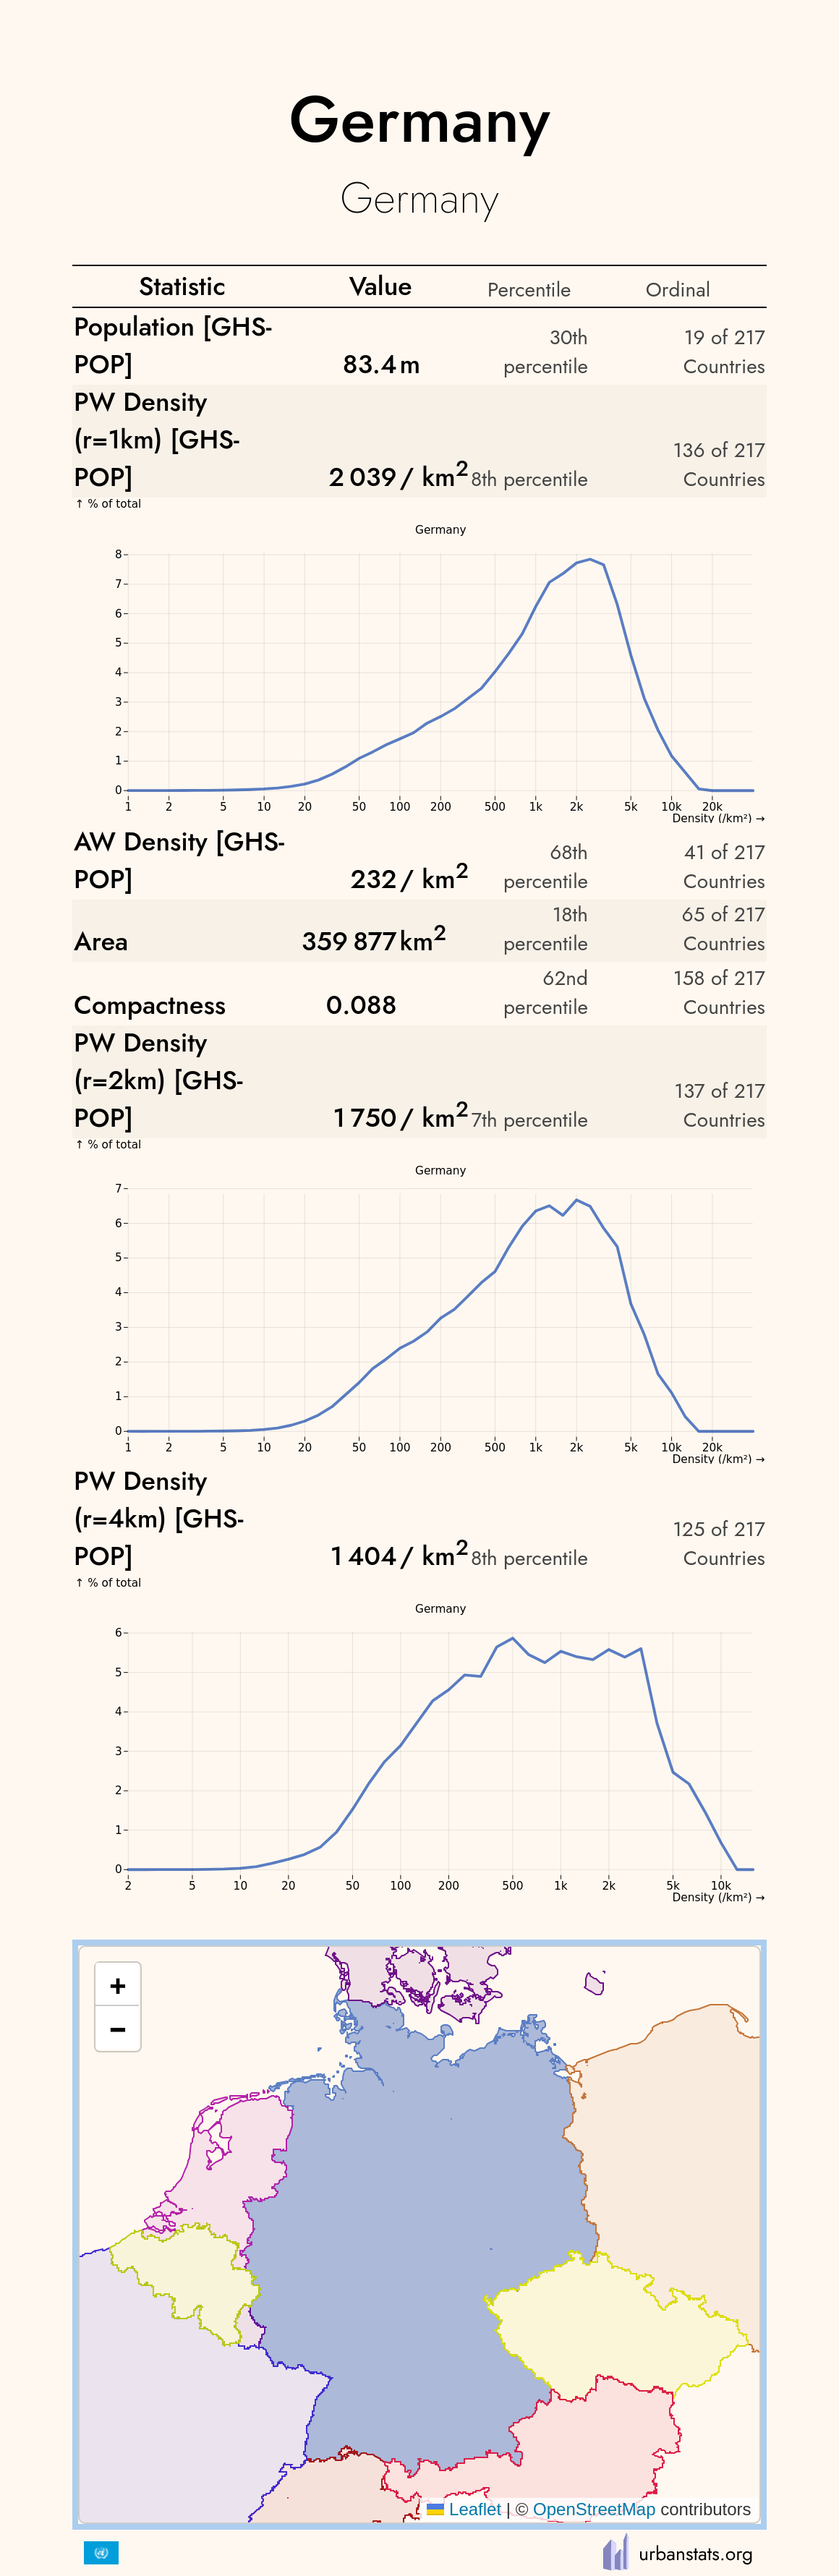 Germany
Germany
Statistic Value Percentile Ordinal
Population [GHS-
POP] 83.4 m 30th
percentile 19 of 217
Countries
PW Density
(r=1km) [GHS-
POP] 2 039 / km2 8th percentile 136 of 217
Countries
↑ % of total
Germany
8
7
6
5
4
3
2
1
0
1 2 5 10 20 50 100 200 500 1k 2k 5k 10k 20k
Density (/km²) →
AW Density [GHS-
POP] 232 / km2 68th
percentile 41 of 217
Countries
Area 359 877 km2 18th
percentile 65 of 217
Countries
Compactness 0.088 62nd
percentile 158 of 217
Countries
PW Density
(r=2km) [GHS-
POP] 1 750 / km2 7th percentile 137 of 217
Countries
↑ % of total
Germany
7
6
5
4
3
2
1
0
1 2 5 10 20 50 100 200 500 1k 2k 5k 10k 20k
Density (/km²) →
PW Density
(r=4km) [GHS-
POP] 1 404 / km2 8th percentile 125 of 217
Countries
↑ % of total
Germany
6
5
4
3
2
1
0
2 5 10 20 50 100 200 500 1k 2k 5k 10k
Density (/km²) →
+
−
Leaflet | © OpenStreetMap contributors
urbanstats.org